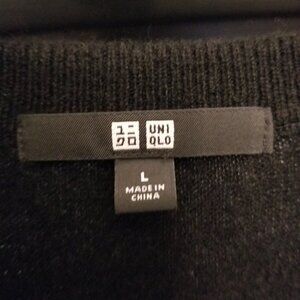 ユニ UNI
クロ QLO
L
MADE IN
CHINA